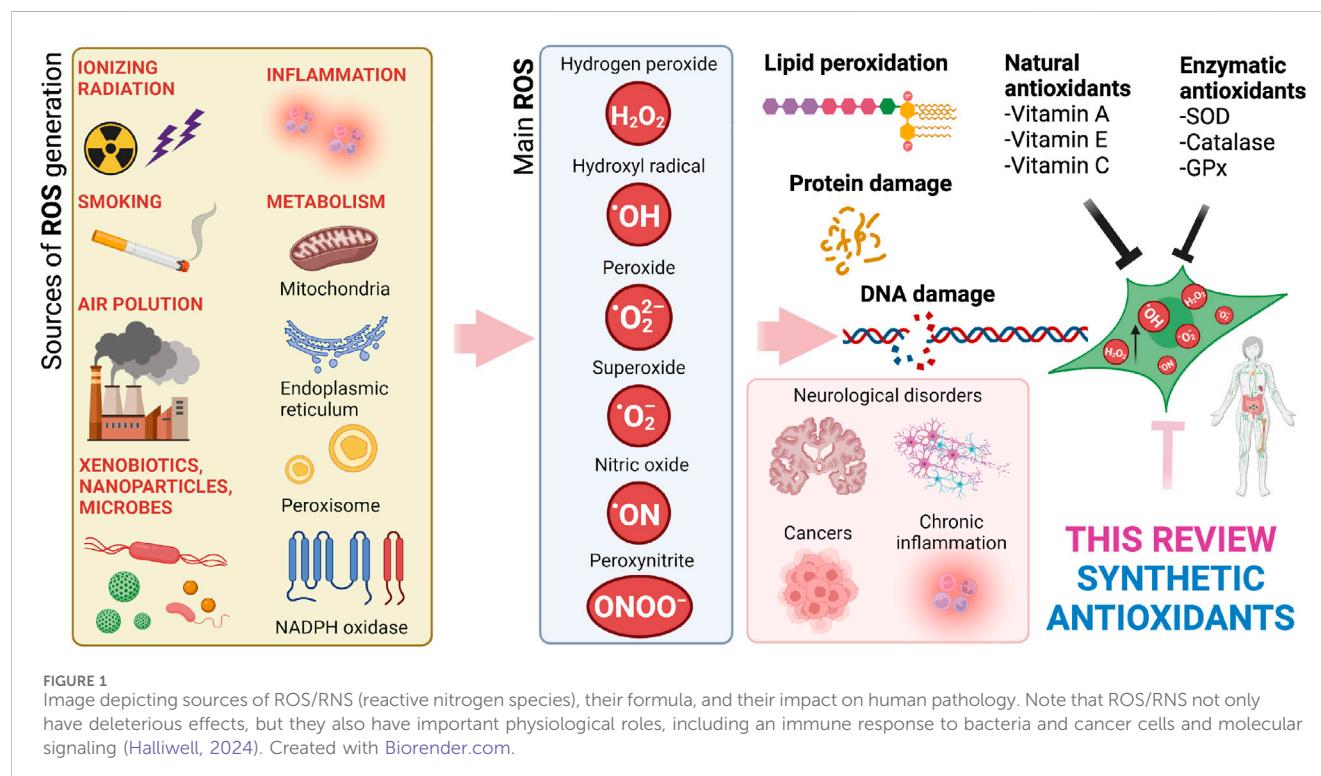 Sources of ROS generation
IONIZING
RADIATION
SMOKING
AIR POLUTION
XENOBIOTICS,
NANOPARTICLES,
MICROBES
INFLAMMATION
METABOLISM
Mitochondria
Endoplasmic
reticulum
Peroxisome
NADPH oxidase
Main ROS
Hydrogen peroxide
H₂O₂
Hydroxyl radical
˙OH
Peroxide
˙O₂²⁻
Superoxide
˙O₂⁻
Nitric oxide
˙ON
Peroxynitrite
ONOO⁻
Lipid peroxidation
Protein damage
DNA damage
Neurological disorders
Cancers
Chronic
inflammation
Natural
antioxidants
-Vitamin A
-Vitamin E
-Vitamin C
Enzymatic
antioxidants
-SOD
-Catalase
-GPx
H₂O₂
˙OH
˙O₂⁻
˙O₂
H₂O₂
˙ON
THIS REVIEW
SYNTHETIC
ANTIOXIDANTS
FIGURE 1
Image depicting sources of ROS/RNS (reactive nitrogen species), their formula, and their impact on human pathology. Note that ROS/RNS not only
have deleterious effects, but they also have important physiological roles, including an immune response to bacteria and cancer cells and molecular
signaling (Halliwell, 2024). Created with Biorender.com.